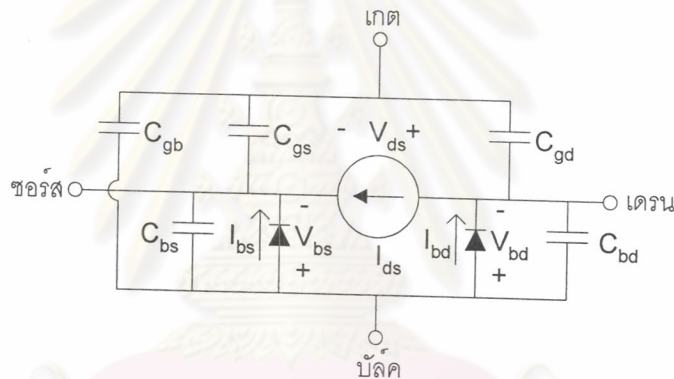 เกต
C_gb
C_gs
- V_ds +
C_gd
ซอร์ส
เดรน
C_bs
I_bs
-
V_bs
+
I_ds
I_bd
-
V_bd
+
C_bd
บัลค